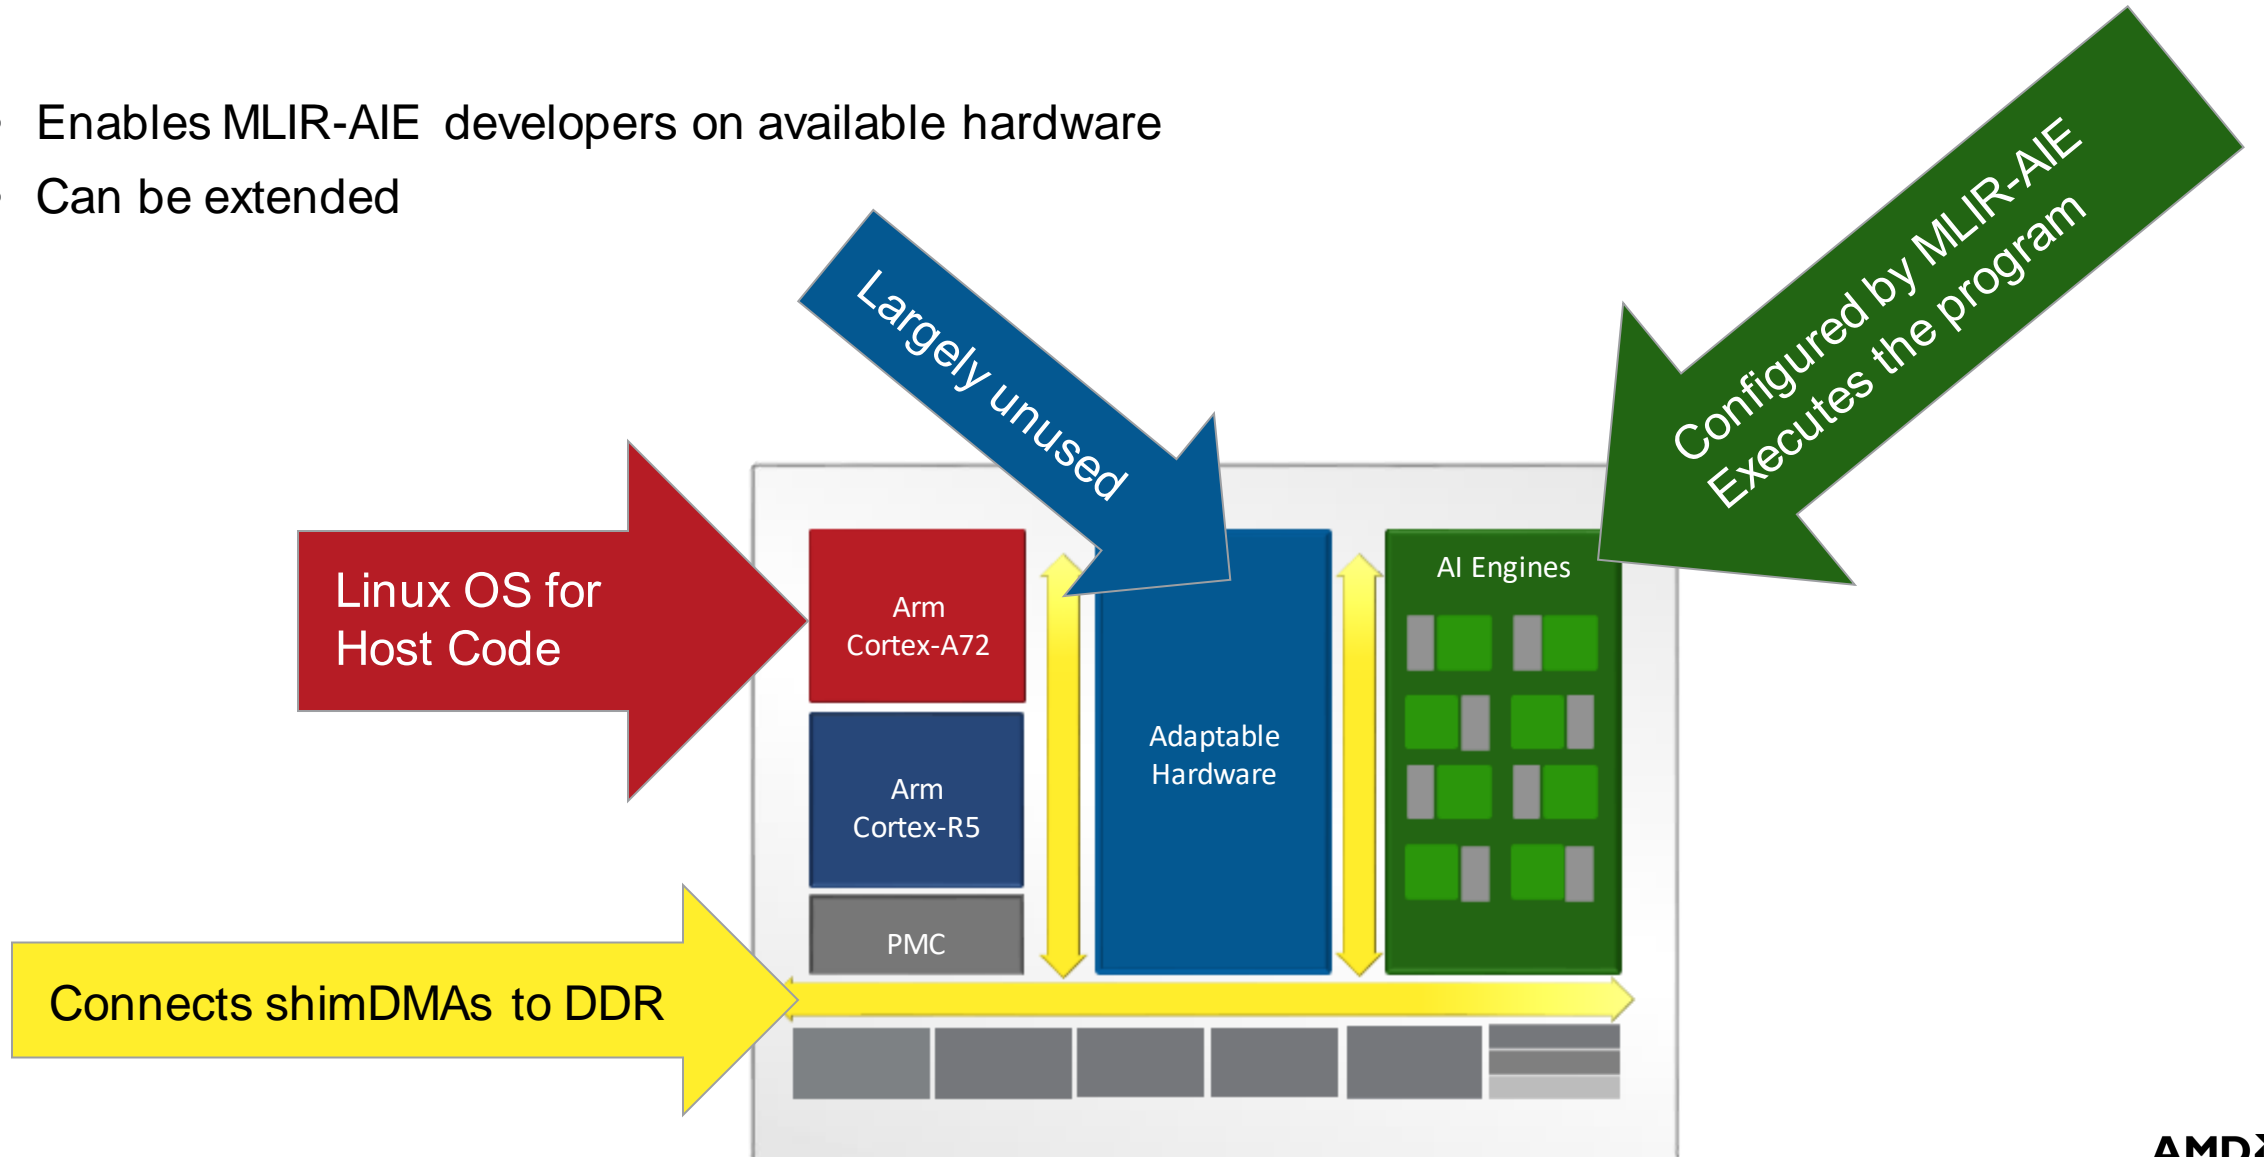 Enables MLIR-AIE developers on available hardware
Can be extended
Largely unused
Configured by MLIR-AIE
Executes the program
Linux OS for
Host Code
Arm
Cortex-A72
AI Engines
Adaptable
Hardware
Arm
Cortex-R5
PMC
Connects shimDMAs to DDR
AMD